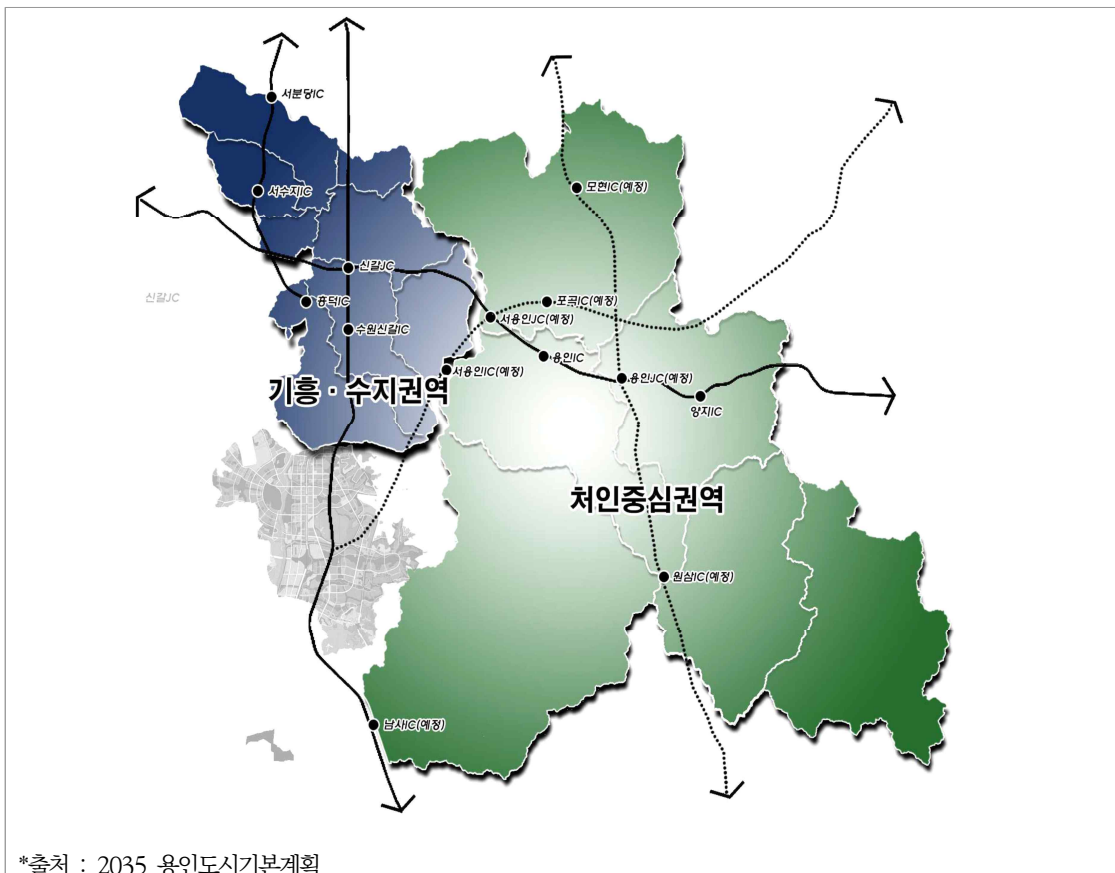 서분당IC
모현IC(예정)
서수지IC
신갈JC
신갈JC
흥덕IC
포곡IC(예정)
서용인JC(예정)
수원신갈IC
용인IC
서용인IC(예정)
용인JC(예정)
기흥 · 수지권역
양지IC
처인중심권역
원삼IC(예정)
남사IC(예정)
*출처 : 2035 용인도시기본계획